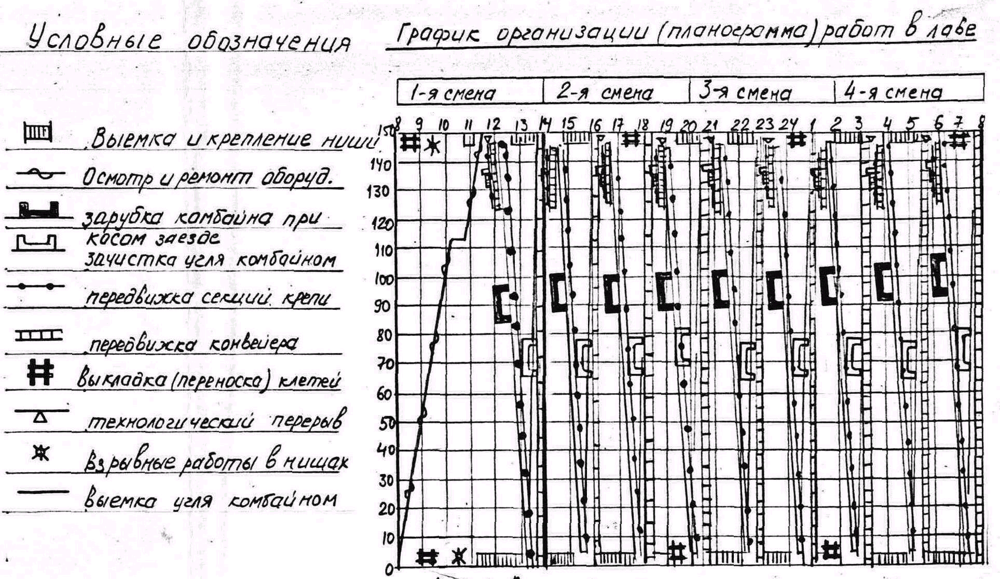 Условные обозначения
График организации (планограмма) работ в лаве
1-я смена 2-я смена 3-я смена 4-я смена
8 9 10 11 12 13 14 15 16 17 18 19 20 21 22 23 24 1 2 3 4 5 6 7 8
Выемка и крепление ниши
Осмотр и ремонт оборуд.
зарубка комбайна при
косом заезде
зачистка угля комбайном
передвижка секций крепи
передвижка конвейера
выкладка (переноска) клетей
технологический перерыв
взрывные работы в нишах
выемка угля комбайном
150
140
130
120
110
100
90
80
70
60
50
40
30
20
10
0